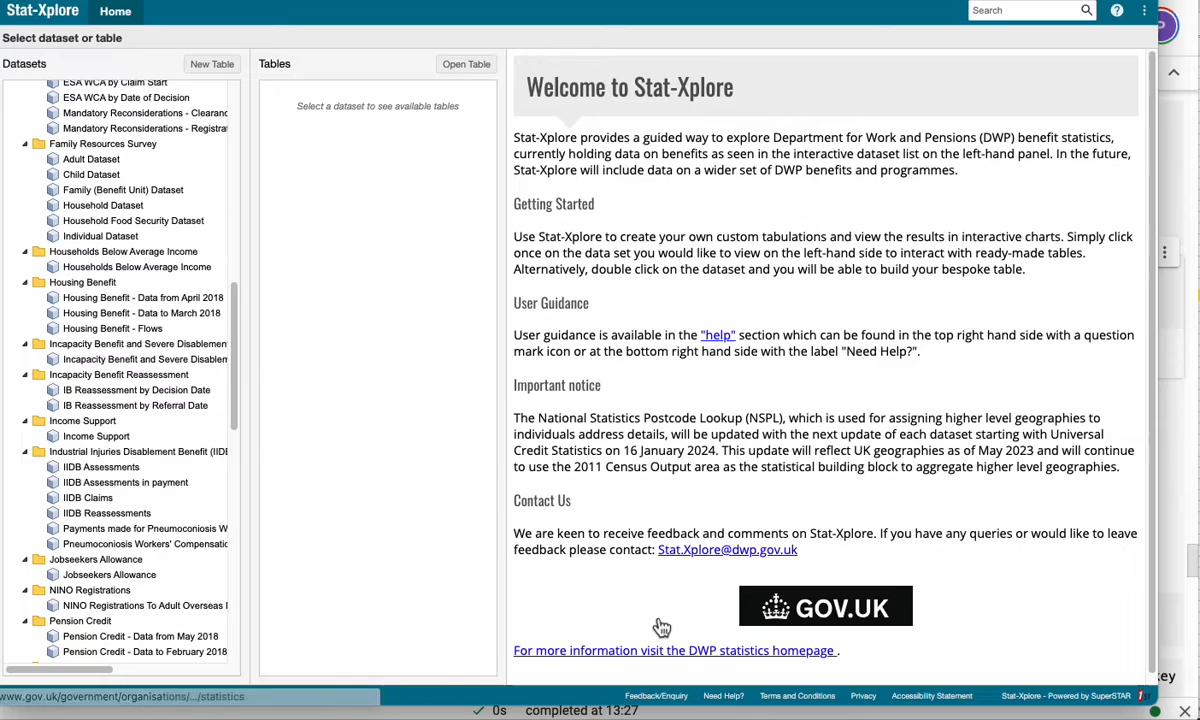 Stat-Xplore
Home
Search
Select dataset or table
Datasets
New Table
ESA WCA by Claim Start
ESA WCA by Date of Decision
Mandatory Reconsiderations - Clearanc
Mandatory Reconsiderations - Registra
Family Resources Survey
Adult Dataset
Child Dataset
Family (Benefit Unit) Dataset
Household Dataset
Household Food Security Dataset
Individual Dataset
Households Below Average Income
Households Below Average Income
Housing Benefit
Housing Benefit - Data from April 2018
Housing Benefit - Data to March 2018
Housing Benefit - Flows
Incapacity Benefit and Severe Disablemen
Incapacity Benefit and Severe Disablem
Incapacity Benefit Reassessment
IB Reassessment by Decision Date
IB Reassessment by Referral Date
Income Support
Income Support
Industrial Injuries Disablement Benefit (IIDB
IIDB Assessments
IIDB Assessments in payment
IIDB Claims
IIDB Reassessments
Payments made for Pneumoconiosis W
Pneumoconiosis Workers' Compensatic
Jobseekers Allowance
Jobseekers Allowance
NINO Registrations
NINO Registrations To Adult Overseas
Pension Credit
Pension Credit - Data from May 2018
Pension Credit - Data to February 2018
Tables
Open Table
Select a dataset to see available tables
Welcome to Stat-Xplore
Stat-Xplore provides a guided way to explore Department for Work and Pensions (DWP) benefit statistics,
currently holding data on benefits as seen in the interactive dataset list on the left-hand panel. In the future,
Stat-Xplore will include data on a wider set of DWP benefits and programmes.
Getting Started
Use Stat-Xplore to create your own custom tabulations and view the results in interactive charts. Simply click
once on the data set you would like to view on the left-hand side to interact with ready-made tables.
Alternatively, double click on the dataset and you will be able to build your bespoke table.
User Guidance
User guidance is available in the "help" section which can be found in the top right hand side with a question
mark icon or at the bottom right hand side with the label "Need Help?".
Important notice
The National Statistics Postcode Lookup (NSPL), which is used for assigning higher level geographies to
individuals address details, will be updated with the next update of each dataset starting with Universal
Credit Statistics on 16 January 2024. This update will reflect UK geographies as of May 2023 and will continue
to use the 2011 Census Output area as the statistical building block to aggregate higher level geographies.
Contact Us
We are keen to receive feedback and comments on Stat-Xplore. If you have any queries or would like to leave
feedback please contact: Stat.Xplore@dwp.gov.uk
GOV.UK
For more information visit the DWP statistics homepage .
key
www.gov.uk/government/organisations/.../statistics
Feedback/Enquiry
Need Help?
Terms and Conditions
Privacy
Accessibility Statement
Stat-Xplore - Powered by SuperSTAR
0s completed at 13:27